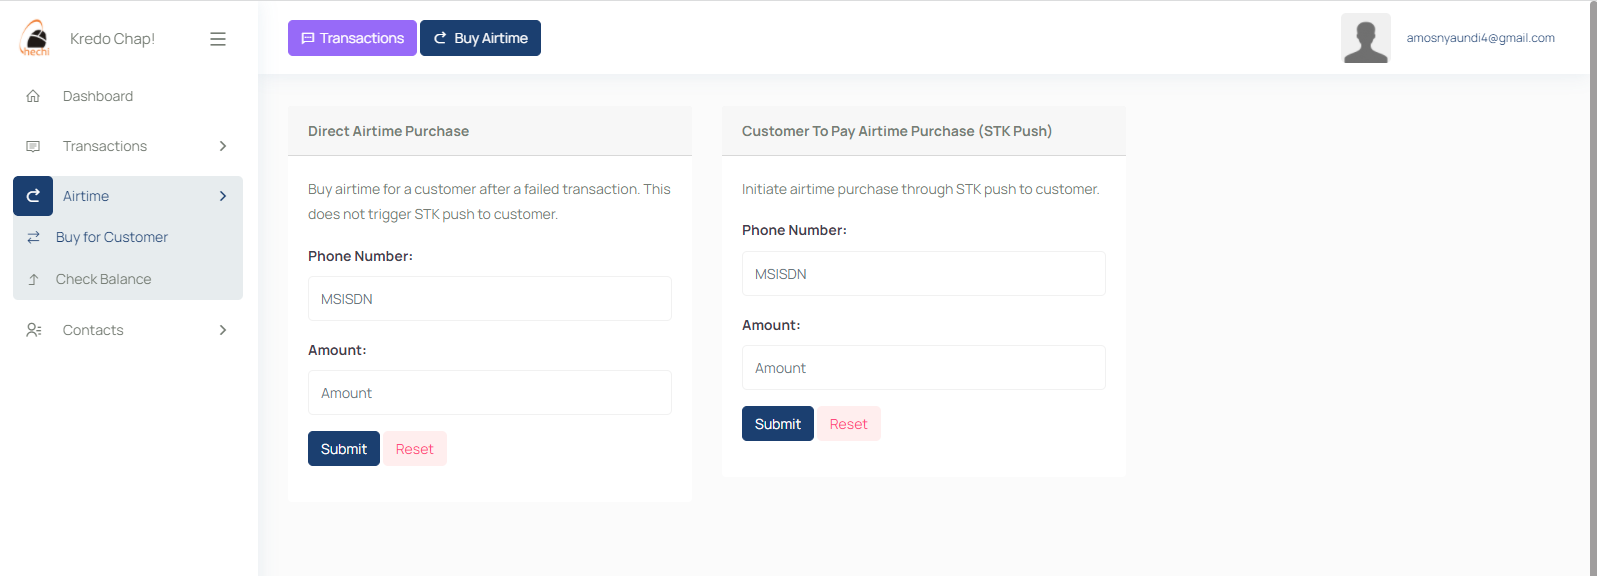 hechi
Kredo Chap!
Transactions
Buy Airtime
amosnyaundi4@gmail.com
Dashboard
Transactions
Airtime
Buy for Customer
Check Balance
Contacts
Direct Airtime Purchase
Buy airtime for a customer after a failed transaction. This
does not trigger STK push to customer.
Phone Number:
MSISDN
Amount:
Amount
Submit
Reset
Customer To Pay Airtime Purchase (STK Push)
Initiate airtime purchase through STK push to customer.
Phone Number:
MSISDN
Amount:
Amount
Submit
Reset